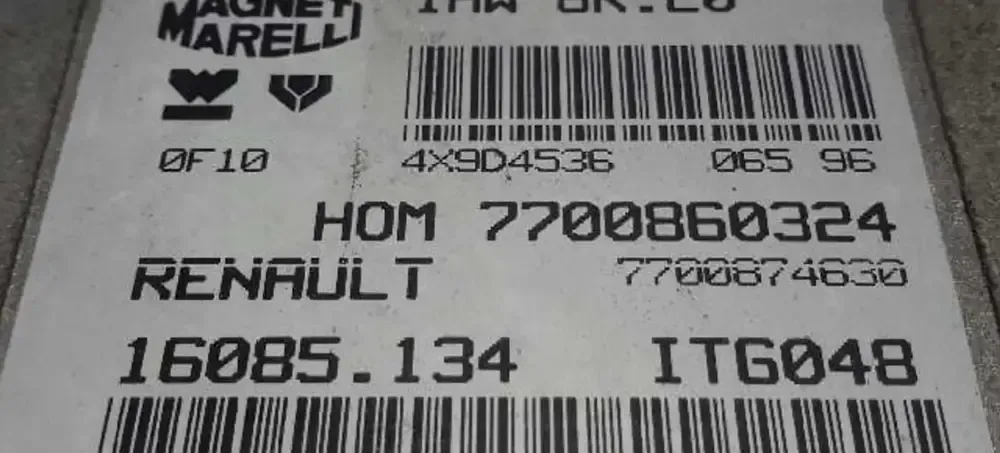 MAGNETI
MARELLI
0F10
4X9D4536 065 96
HOM 7700860324
RENAULT 7700874630
16085.134 ITG048